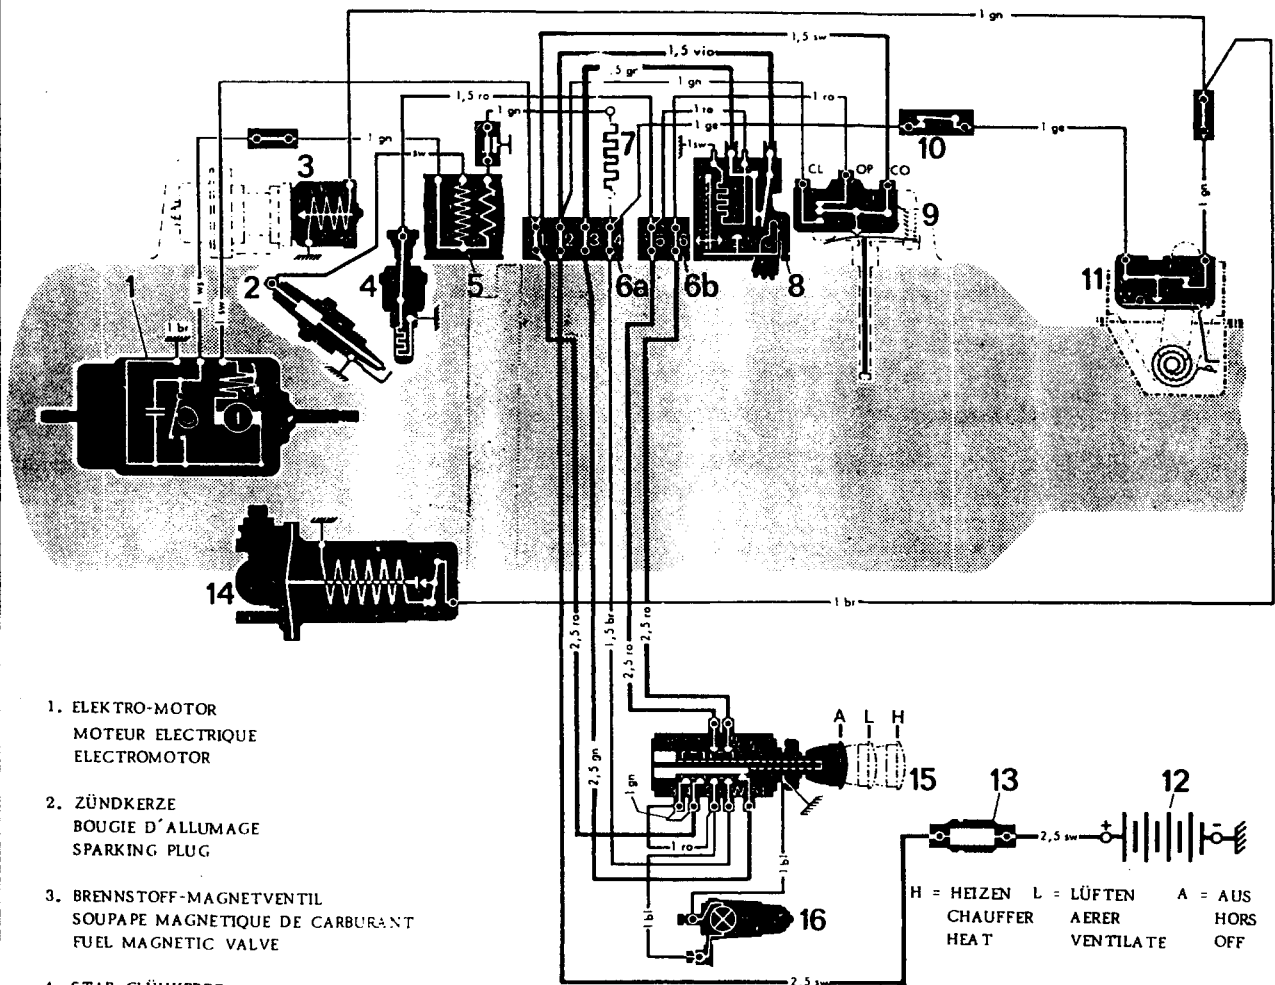 1 gn
1,5 sw
1,5 vio
,5 gr
1 gn
1,5 ro
1 gn
1 ro
1 ro
1 ge
1 ge
1 gn
sw
1 sw
CL
OP
CO
3
7
10
9
1
2
3
4
5
6
2
4
5
6a
6b
8
11
1
1 ws
1 sw
1 br
1 gn
14
1 br
2,5 ro
1,5 br
2,5 ro
2,5 ro
2,5 gn
1 gn
1 ro
1 bl
1 bl
A L H
15
13
12
+
-
2,5 sw
16
2,5 sw
H = HEIZEN L = LÜFTEN A = AUS
CHAUFFER AERER HORS
HEAT VENTILATE OFF
1. ELEKTRO-MOTOR
MOTEUR ELECTRIQUE
ELECTROMOTOR
2. ZÜNDKERZE
BOUGIE D´ALLUMAGE
SPARKING PLUG
3. BRENNSTOFF-MAGNETVENTIL
SOUPAPE MAGNETIQUE DE CARBURANT
FUEL MAGNETIC VALVE